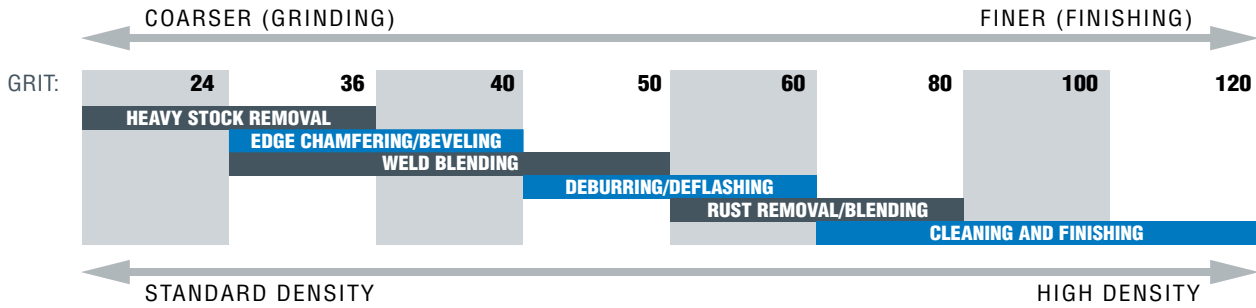 COARSER (GRINDING) FINER (FINISHING)
GRIT: 24 36 40 50 60 80 100 120
HEAVY STOCK REMOVAL
EDGE CHAMFERING/BEVELING
WELD BLENDING
DEBURRING/DEFLASHING
RUST REMOVAL/BLENDING
CLEANING AND FINISHING
STANDARD DENSITY HIGH DENSITY